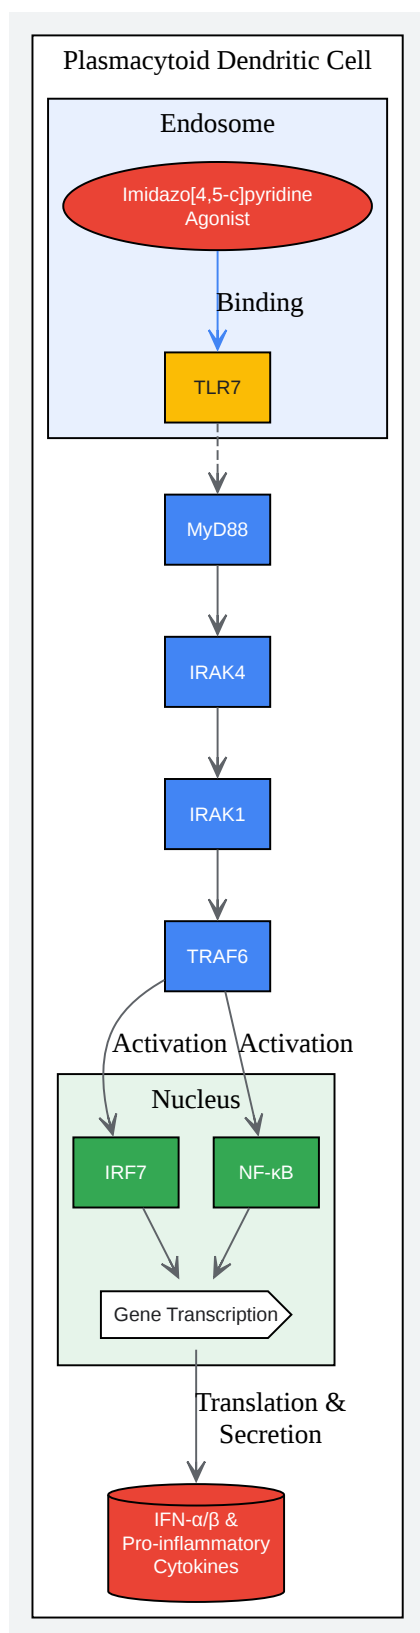 Plasmacytoid Dendritic Cell
Endosome
Imidazo[4,5-c]pyridine
Agonist
Binding
TLR7
MyD88
IRAK4
IRAK1
TRAF6
Activation
Activation
Nucleus
IRF7
NF-κB
Gene Transcription
Translation &
Secretion
IFN-α/β &
Pro-inflammatory
Cytokines